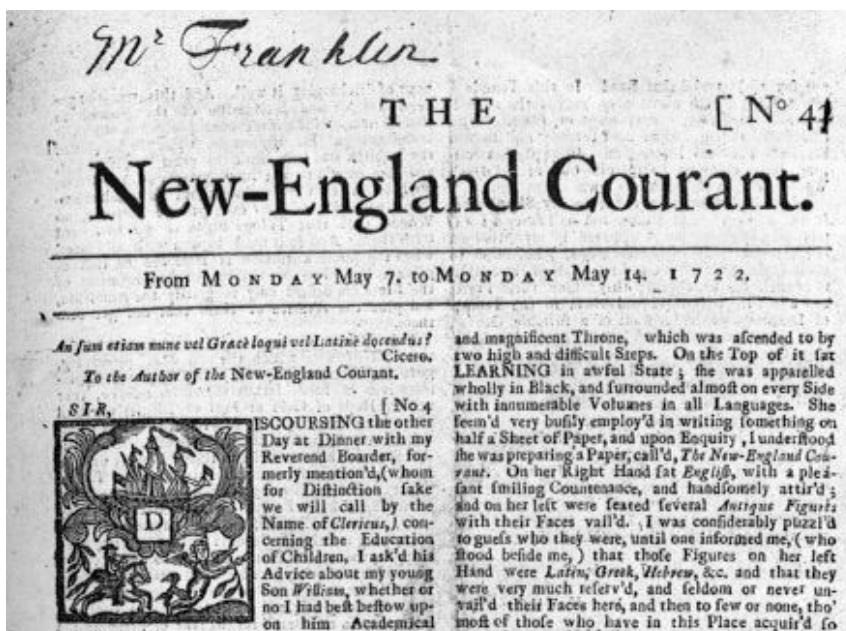 Mr Franklin
THE [ No 41
New-England Courant.
From MONDAY May 7. to MONDAY May 14. 1722.
An ſum etiam nunc vel Græcè loqui vel Latinè docendus?
Cicero.
To the Author of the New-England Courant.
SIR, [ No 4
DISCOURSING the other
Day at Dinner with my
Reverend Boarder, for-
merly mention'd, (whom
for Diſtinction ſake
we will call by the
Name of Clericus,) con-
cerning the Education
of Children, I ask'd his
Advice about my young
Son William, whether or
no I had beſt beſtow up-
on him Academical
and magnificent Throne, which was aſcended to by
two high and difficult Steps. On the Top of it ſat
LEARNING in awful State; ſhe was apparelled
wholly in Black, and ſurrounded almoſt on every Side
with innumerable Volumes in all Languages. She
ſeem'd very buſily employ'd in writing ſomething on
half a Sheet of Paper, and upon Enquiry, I underſtood
ſhe was preparing a Paper, call'd, The New-England Cou-
rant. On her Right Hand ſat Engliſh, with a plea-
ſant ſmiling Countenance, and handſomely attir'd;
and on her left were ſeated ſeveral Antique Figures
with their Faces vail'd. I was conſiderably puzzl'd
to gueſs who they were, until one informed me, (who
ſtood beſide me,) that thoſe Figures on her left
Hand were Latin, Greek, Hebrew, &c. and that they
were very much reſerv'd, and ſeldom or never un-
vail'd their Faces here, and then to few or none, tho'
moſt of thoſe who have in this Place acquir'd ſo